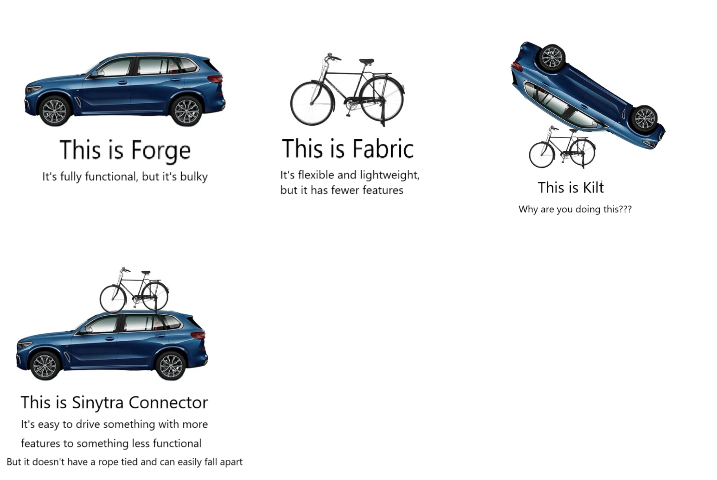 This is Forge
It's fully functional, but it's bulky
This is Fabric
It's flexible and lightweight,
but it has fewer features
This is Kilt
Why are you doing this???
This is Sinytra Connector
It's easy to drive something with more
features to something less functional
But it doesn't have a rope tied and can easily fall apart